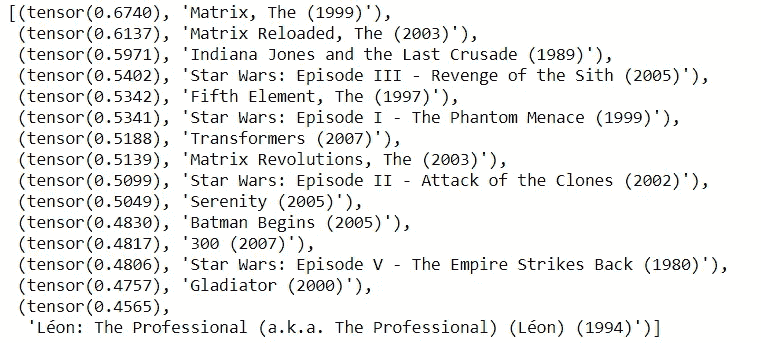 [(tensor(0.6740), 'Matrix, The (1999)'),
(tensor(0.6137), 'Matrix Reloaded, The (2003)'),
(tensor(0.5971), 'Indiana Jones and the Last Crusade (1989)'),
(tensor(0.5402), 'Star Wars: Episode III - Revenge of the Sith (2005)'),
(tensor(0.5342), 'Fifth Element, The (1997)'),
(tensor(0.5341), 'Star Wars: Episode I - The Phantom Menace (1999)'),
(tensor(0.5188), 'Transformers (2007)'),
(tensor(0.5139), 'Matrix Revolutions, The (2003)'),
(tensor(0.5099), 'Star Wars: Episode II - Attack of the Clones (2002)'),
(tensor(0.5049), 'Serenity (2005)'),
(tensor(0.4830), 'Batman Begins (2005)'),
(tensor(0.4817), '300 (2007)'),
(tensor(0.4806), 'Star Wars: Episode V - The Empire Strikes Back (1980)'),
(tensor(0.4757), 'Gladiator (2000)'),
(tensor(0.4565),
'Léon: The Professional (a.k.a. The Professional) (Léon) (1994)')]